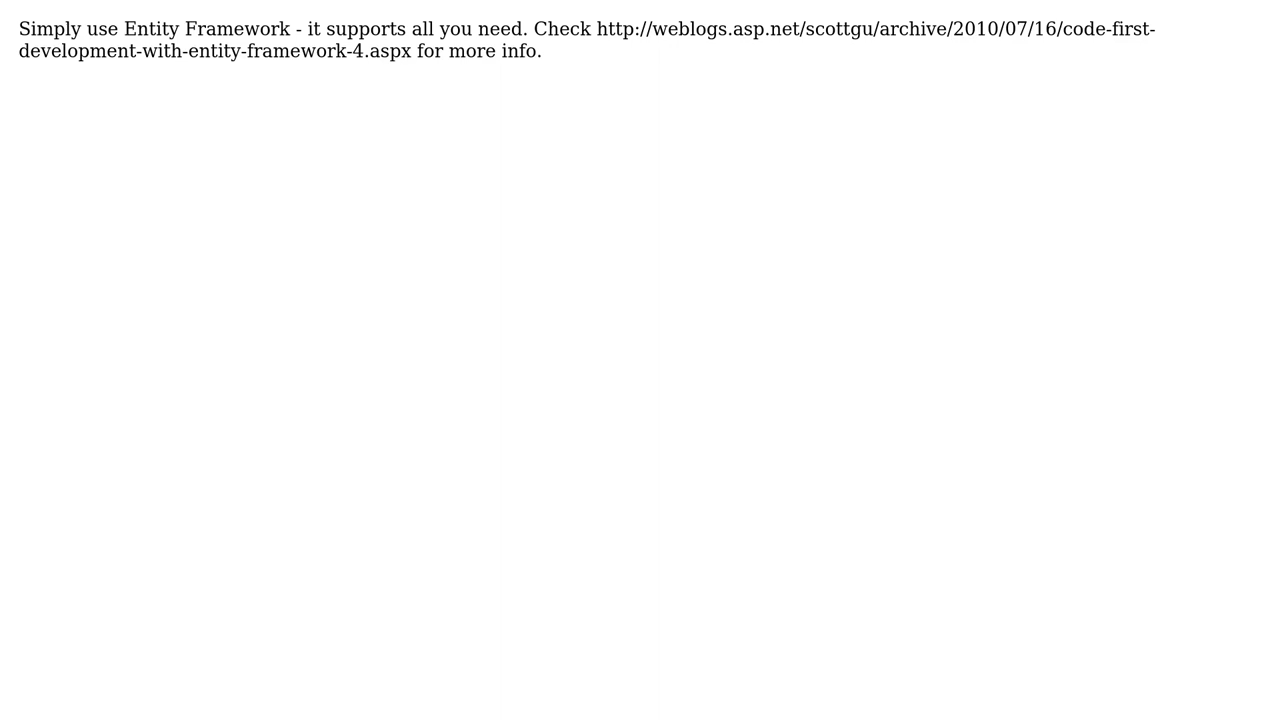 Simply use Entity Framework - it supports all you need. Check http://weblogs.asp.net/scottgu/archive/2010/07/16/code-first-
development-with-entity-framework-4.aspx for more info.